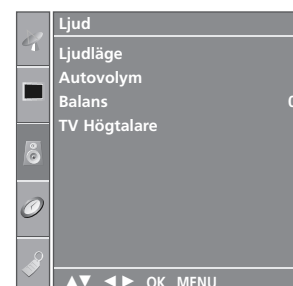 Ljud
Ljudläge
Autovolym
Balans 0
TV Högtalare
▲▼ ◄► OK MENU